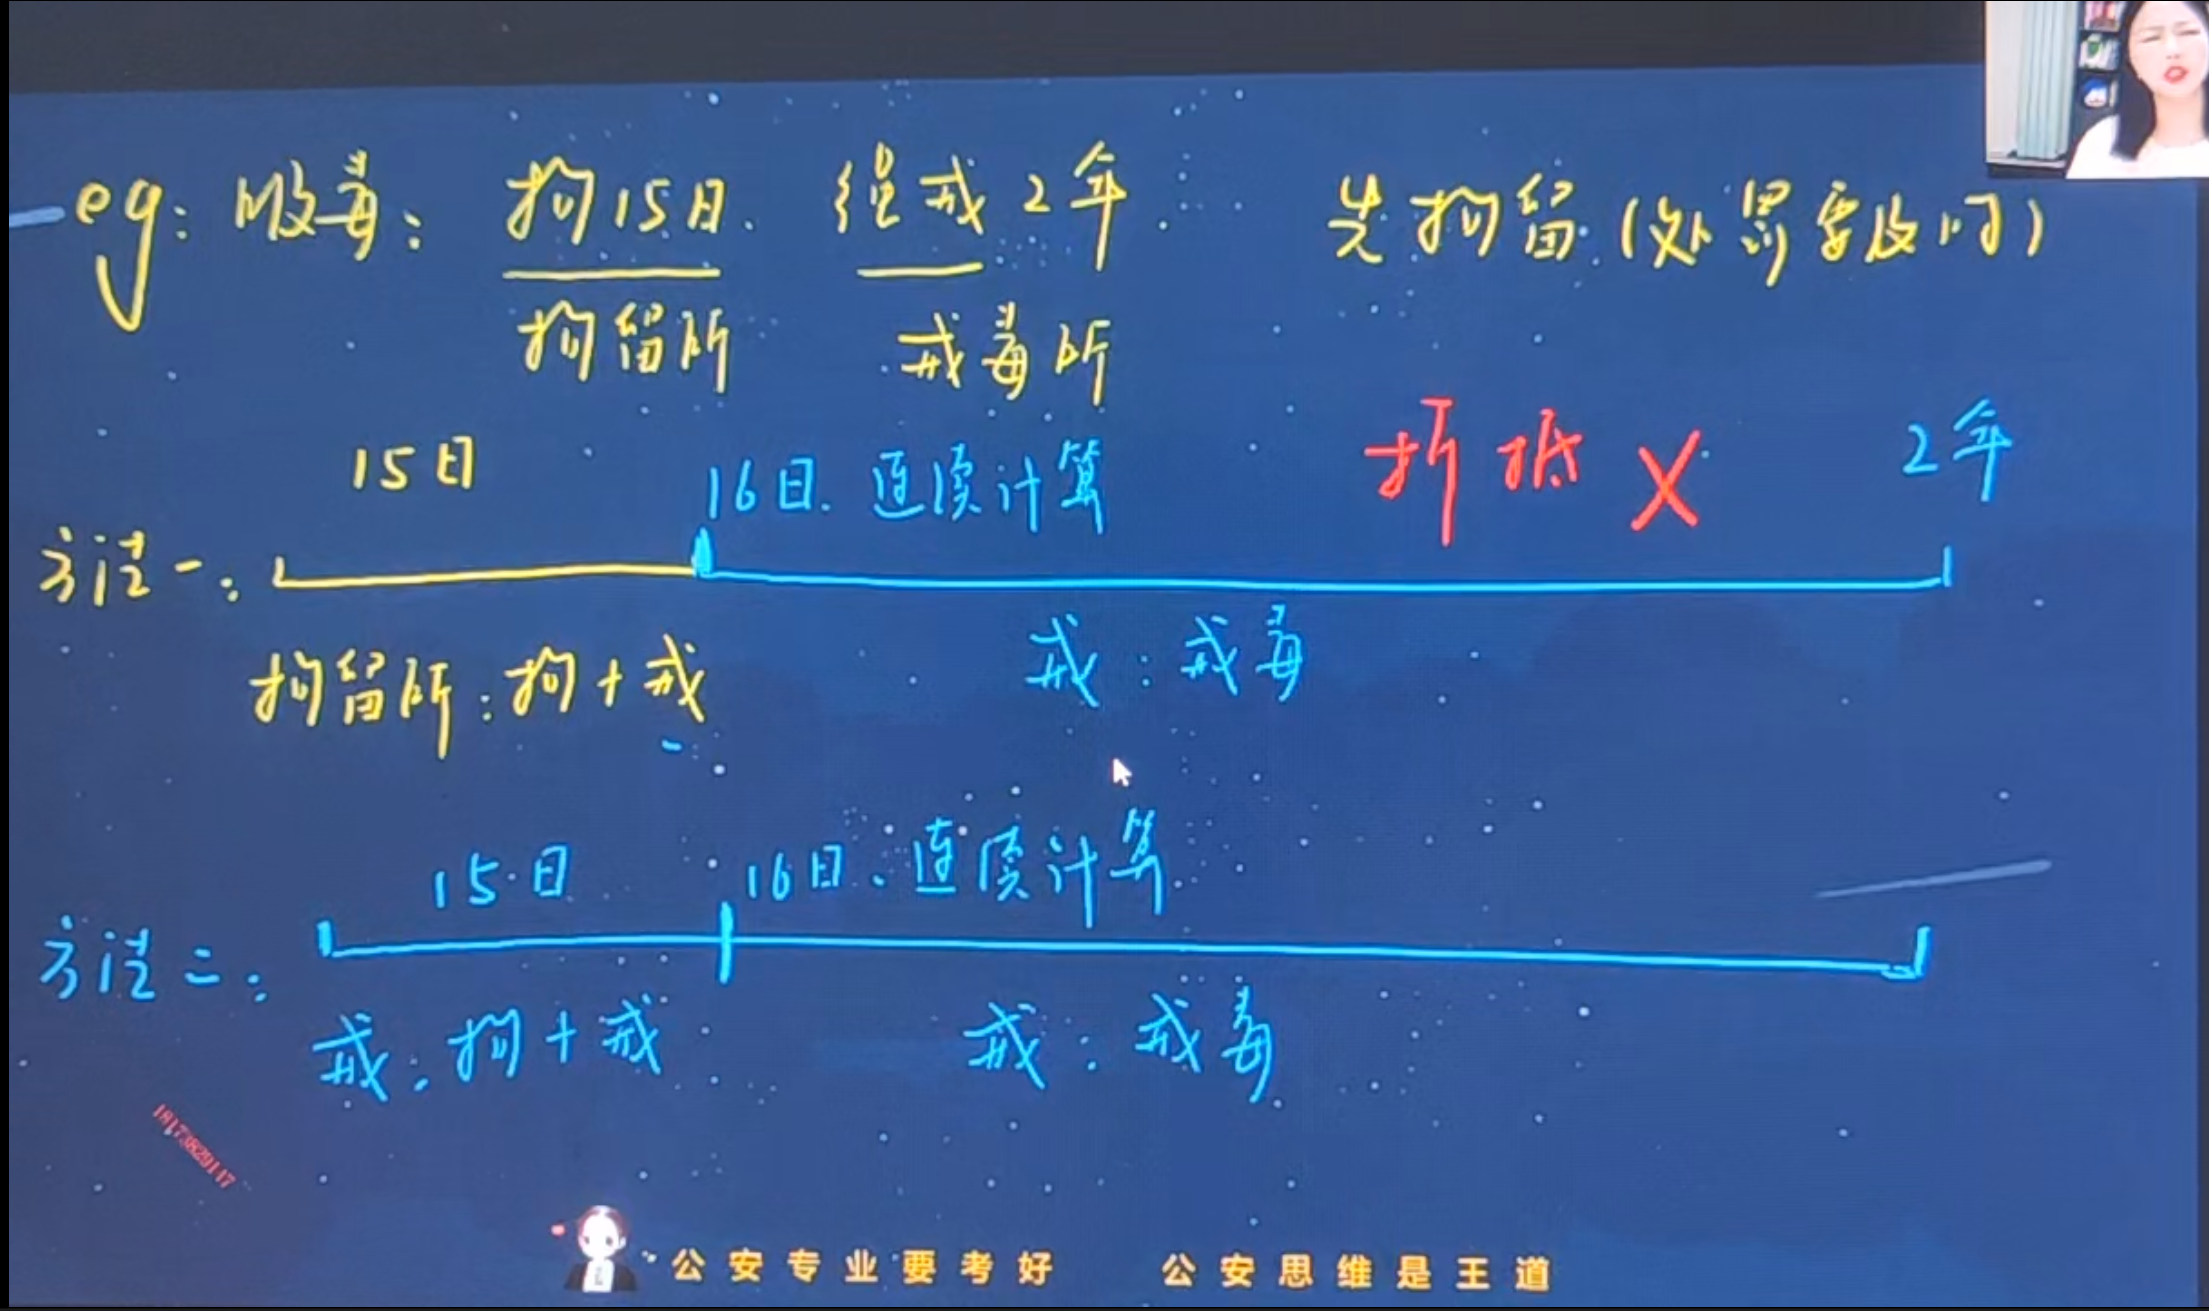 eg: 吸毒: 拘15日. 强戒2年. 先拘留.(处罚要及时)
拘留所 戒毒所
15日 16日. 连续计算 折抵 X 2年
方法一:
拘留所:拘+戒 戒:戒毒
15日 16日、连续计算
方法二:
戒:拘+戒 戒:戒毒
18173829147
公安专业要考好 公安思维是王道